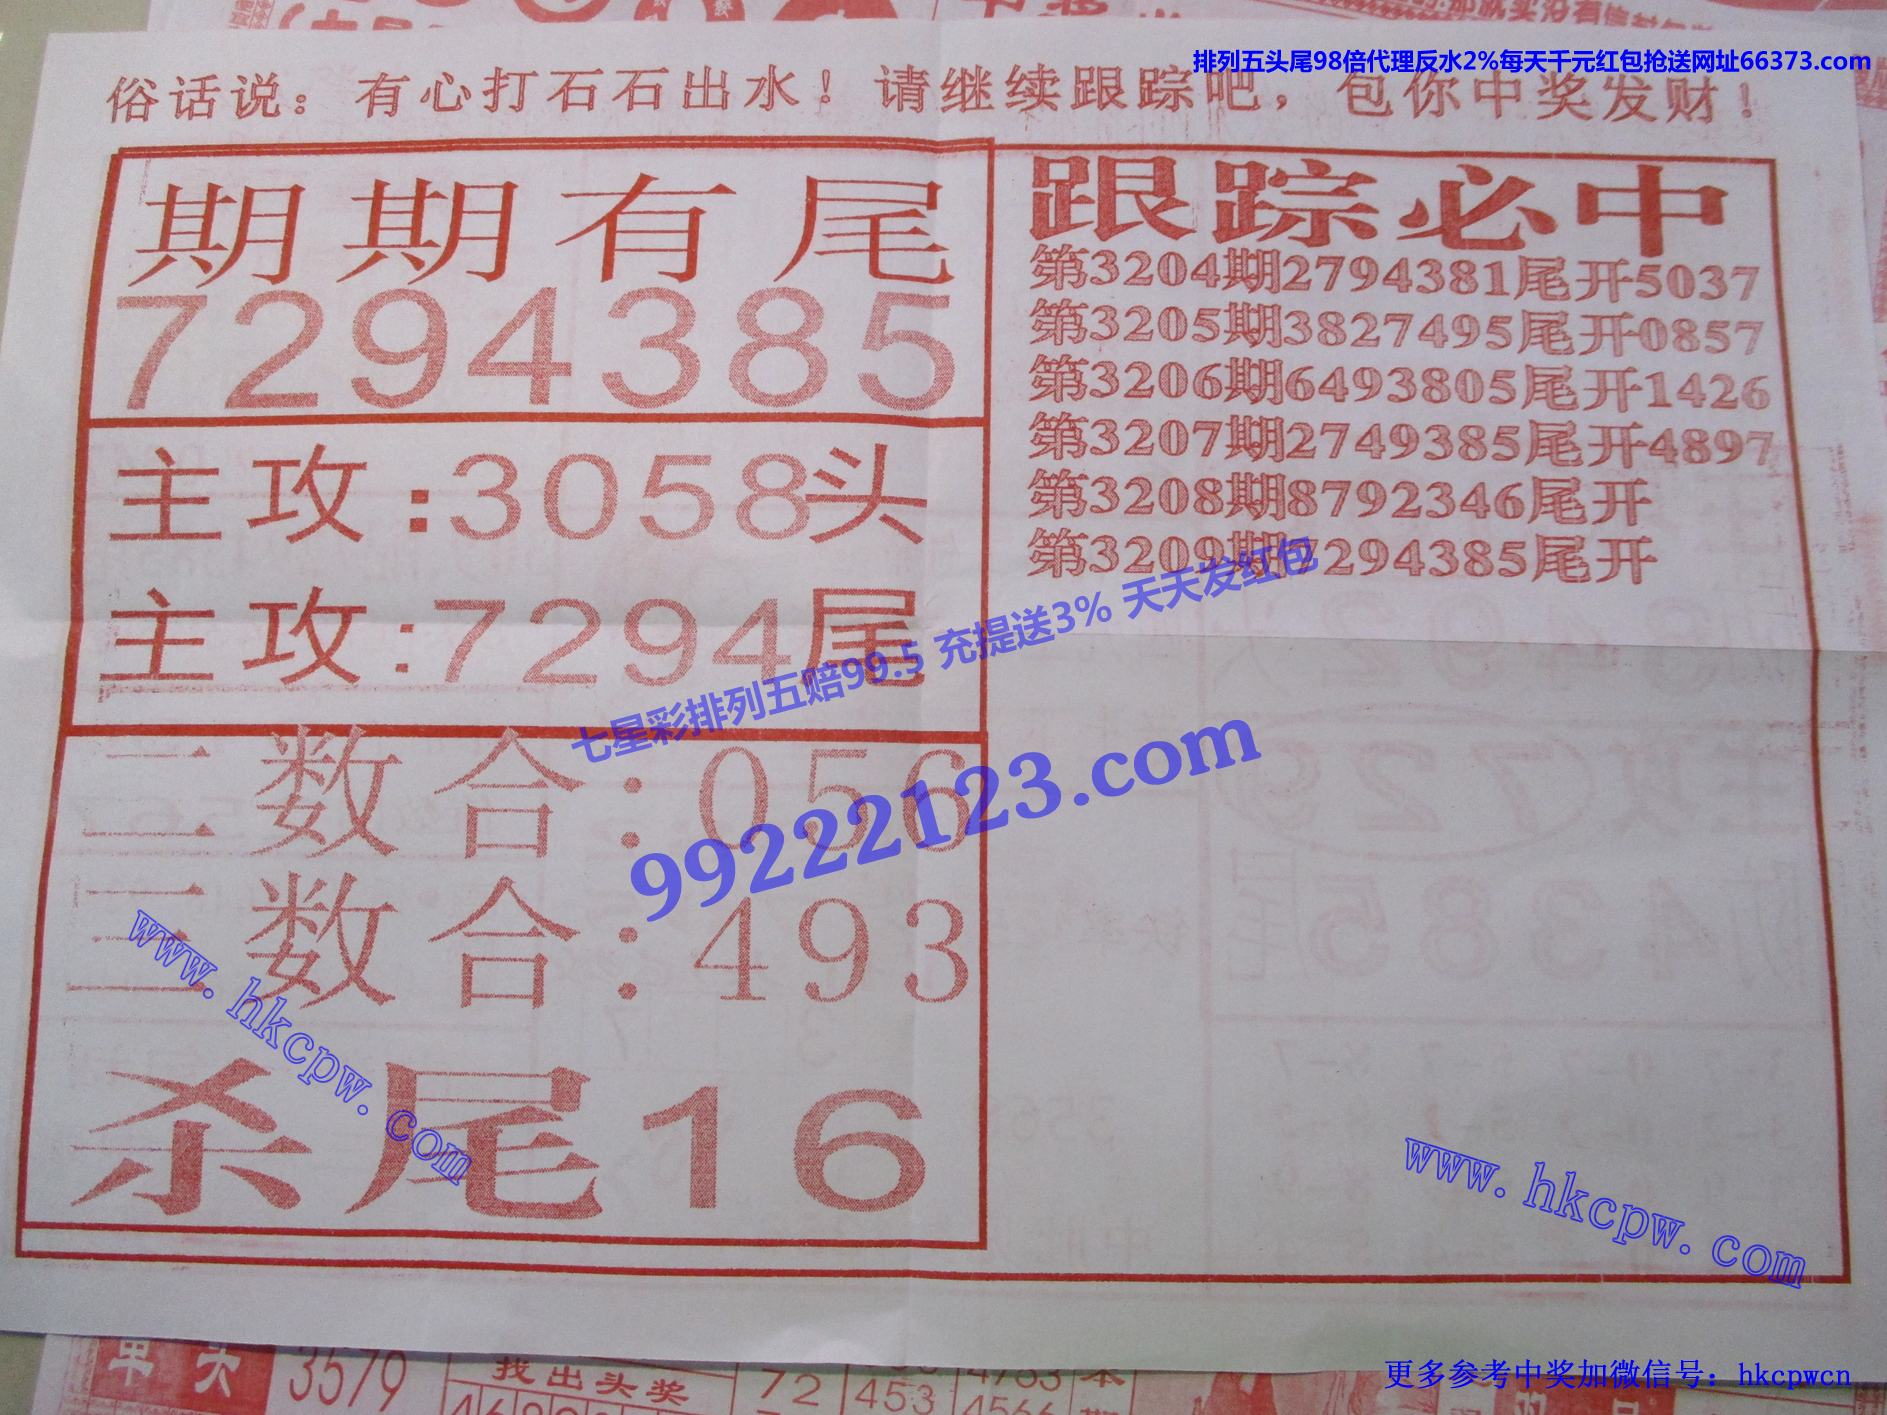 排列五头尾98倍代理反水2%每天千元红包抢送网址66373.com
俗话说：有心打石石出水！请继续跟踪吧，包你中奖发财！
期期有尾
7294385
主攻:3058头
主攻:7294尾
二数合:056
三数合:493
杀尾16
跟踪必中
第3204期2794381尾开5037
第3205期3827495尾开0857
第3206期6493805尾开1426
第3207期2749385尾开4897
第3208期8792346尾开
第3209期7294385尾开
七星彩排列五赔99.5 充提送3% 天天发红包
99222123.com
www.hkcpw.com
www.hkcpw.com
3579
找出头奖
72
453
4763
4566
本
更多参考中奖加微信号：hkcpwcn